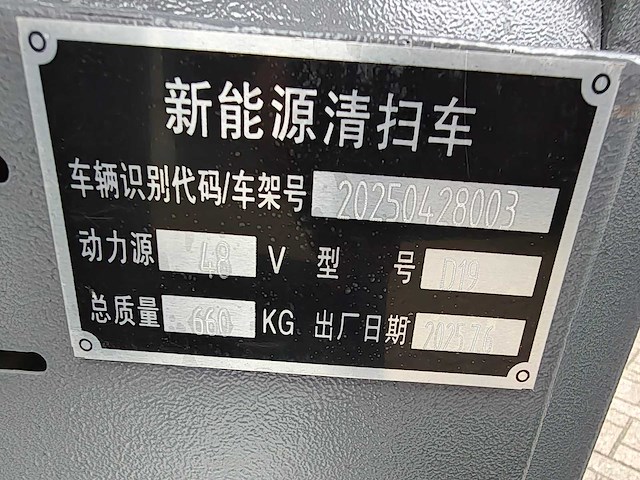 新能源清扫车
车辆识别代码/车架号 20250428003
动力源 48 V 型 号 D19
总质量 660 KG 出厂日期 2025.7.6